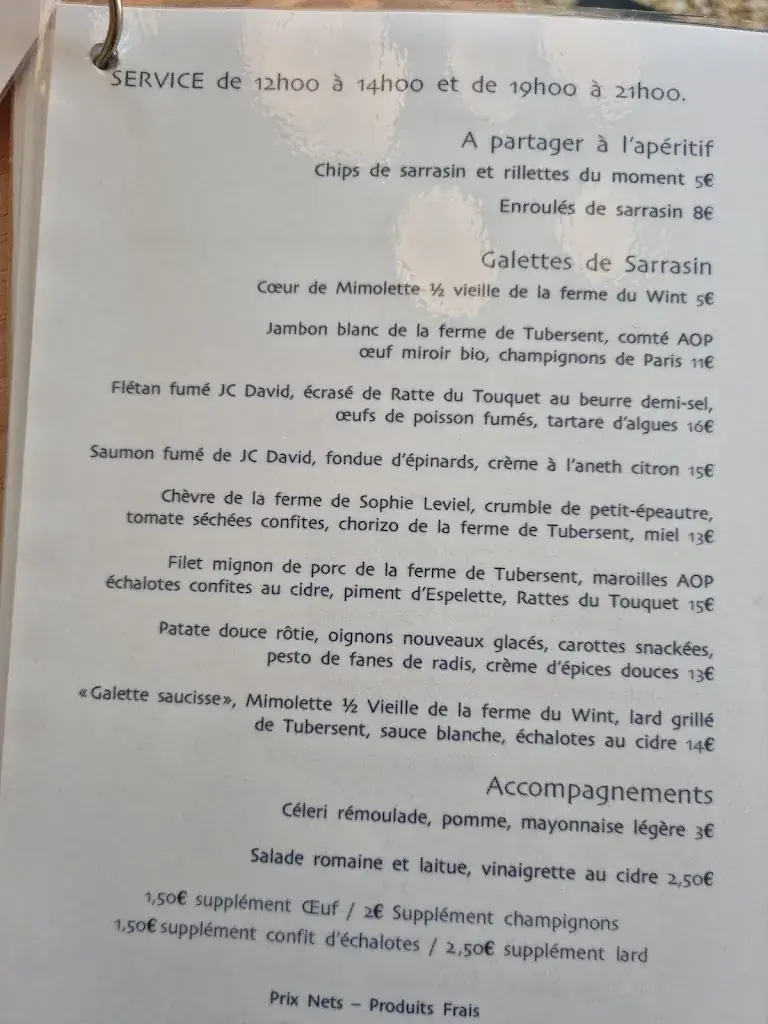 SERVICE de 12h00 à 14h00 et de 19h00 à 21h00.
A partager à l'apéritif
Chips de sarrasin et rillettes du moment 5€
Enroulés de sarrasin 8€
Galettes de Sarrasin
Cœur de Mimolette ½ vieille de la ferme du Wint 5€
Jambon blanc de la ferme de Tubersent, comté AOP
œuf miroir bio, champignons de Paris 11€
Flétan fumé JC David, écrasé de Ratte du Touquet au beurre demi-sel,
œufs de poisson fumés, tartare d'algues 16€
Saumon fumé de JC David, fondue d'épinards, crème à l'aneth citron 15€
Chèvre de la ferme de Sophie Leviel, crumble de petit-épeautre,
tomate séchées confites, chorizo de la ferme de Tubersent, miel 13€
Filet mignon de porc de la ferme de Tubersent, maroilles AOP
échalotes confites au cidre, piment d'Espelette, Rattes du Touquet 15€
Patate douce rôtie, oignons nouveaux glacés, carottes snackées,
pesto de fanes de radis, crème d'épices douces 13€
«Galette saucisse», Mimolette ½ Vieille de la ferme du Wint, lard grillé
de Tubersent, sauce blanche, échalotes au cidre 14€
Accompagnements
Céleri rémoulade, pomme, mayonnaise légère 3€
Salade romaine et laitue, vinaigrette au cidre 2,50€
1,50€ supplément Œuf / 2€ Supplément champignons
1,50€ supplément confit d'échalotes / 2,50€ supplément lard
Prix Nets – Produits Frais